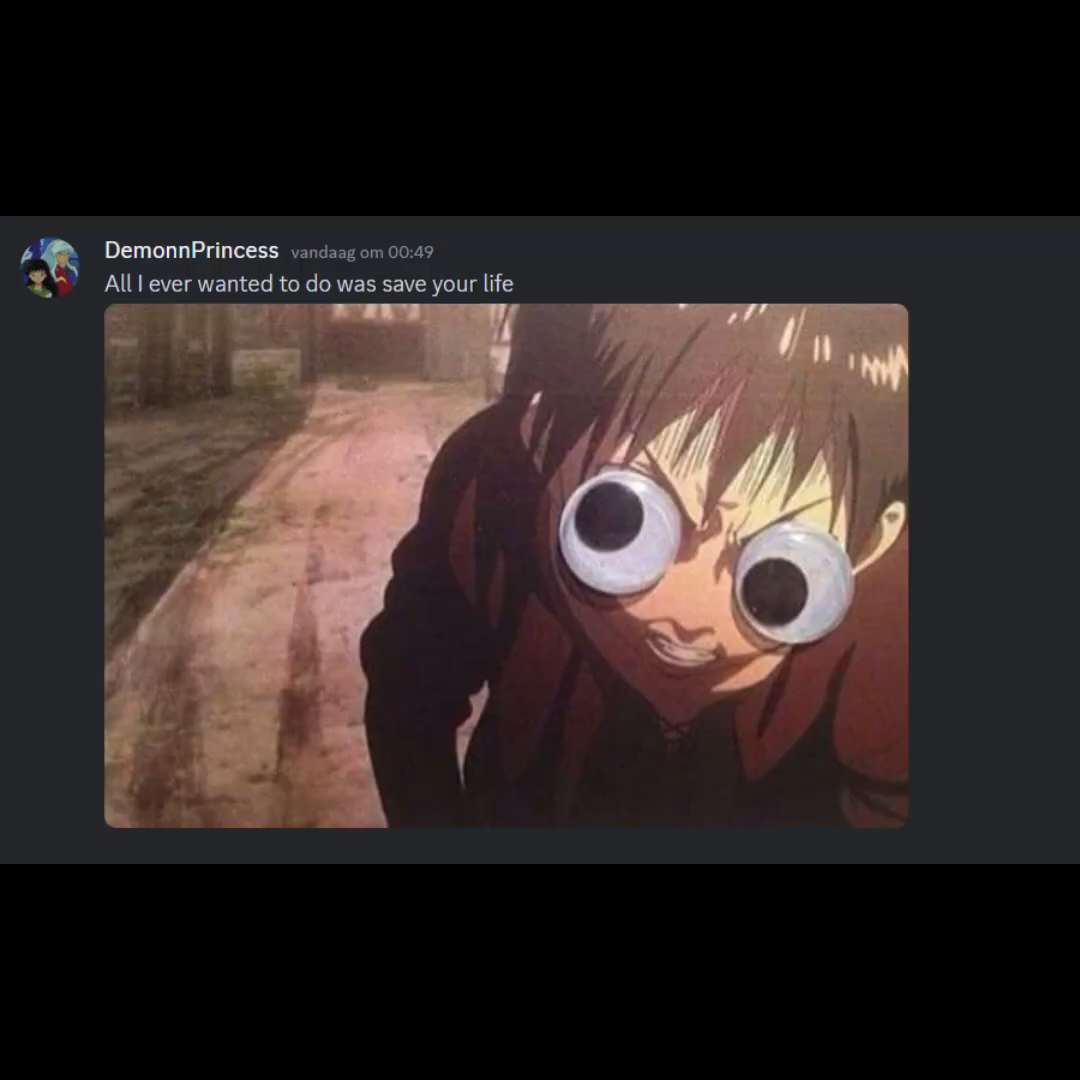 DemonnPrincess vandaag om 00:49
All I ever wanted to do was save your life